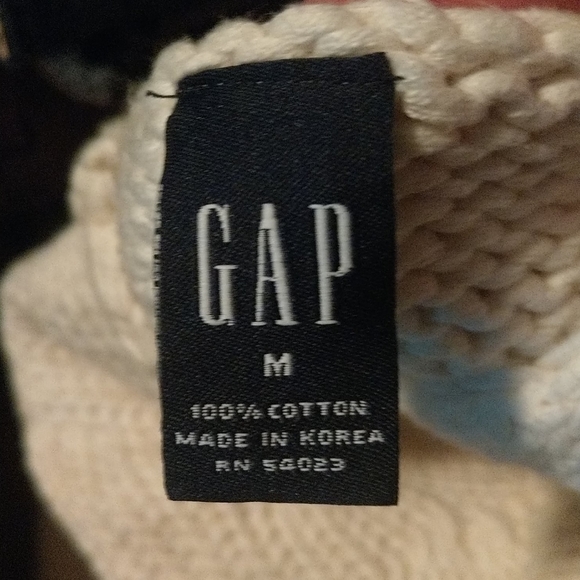 GAP
M
100% COTTON
MADE IN KOREA
RN 54023